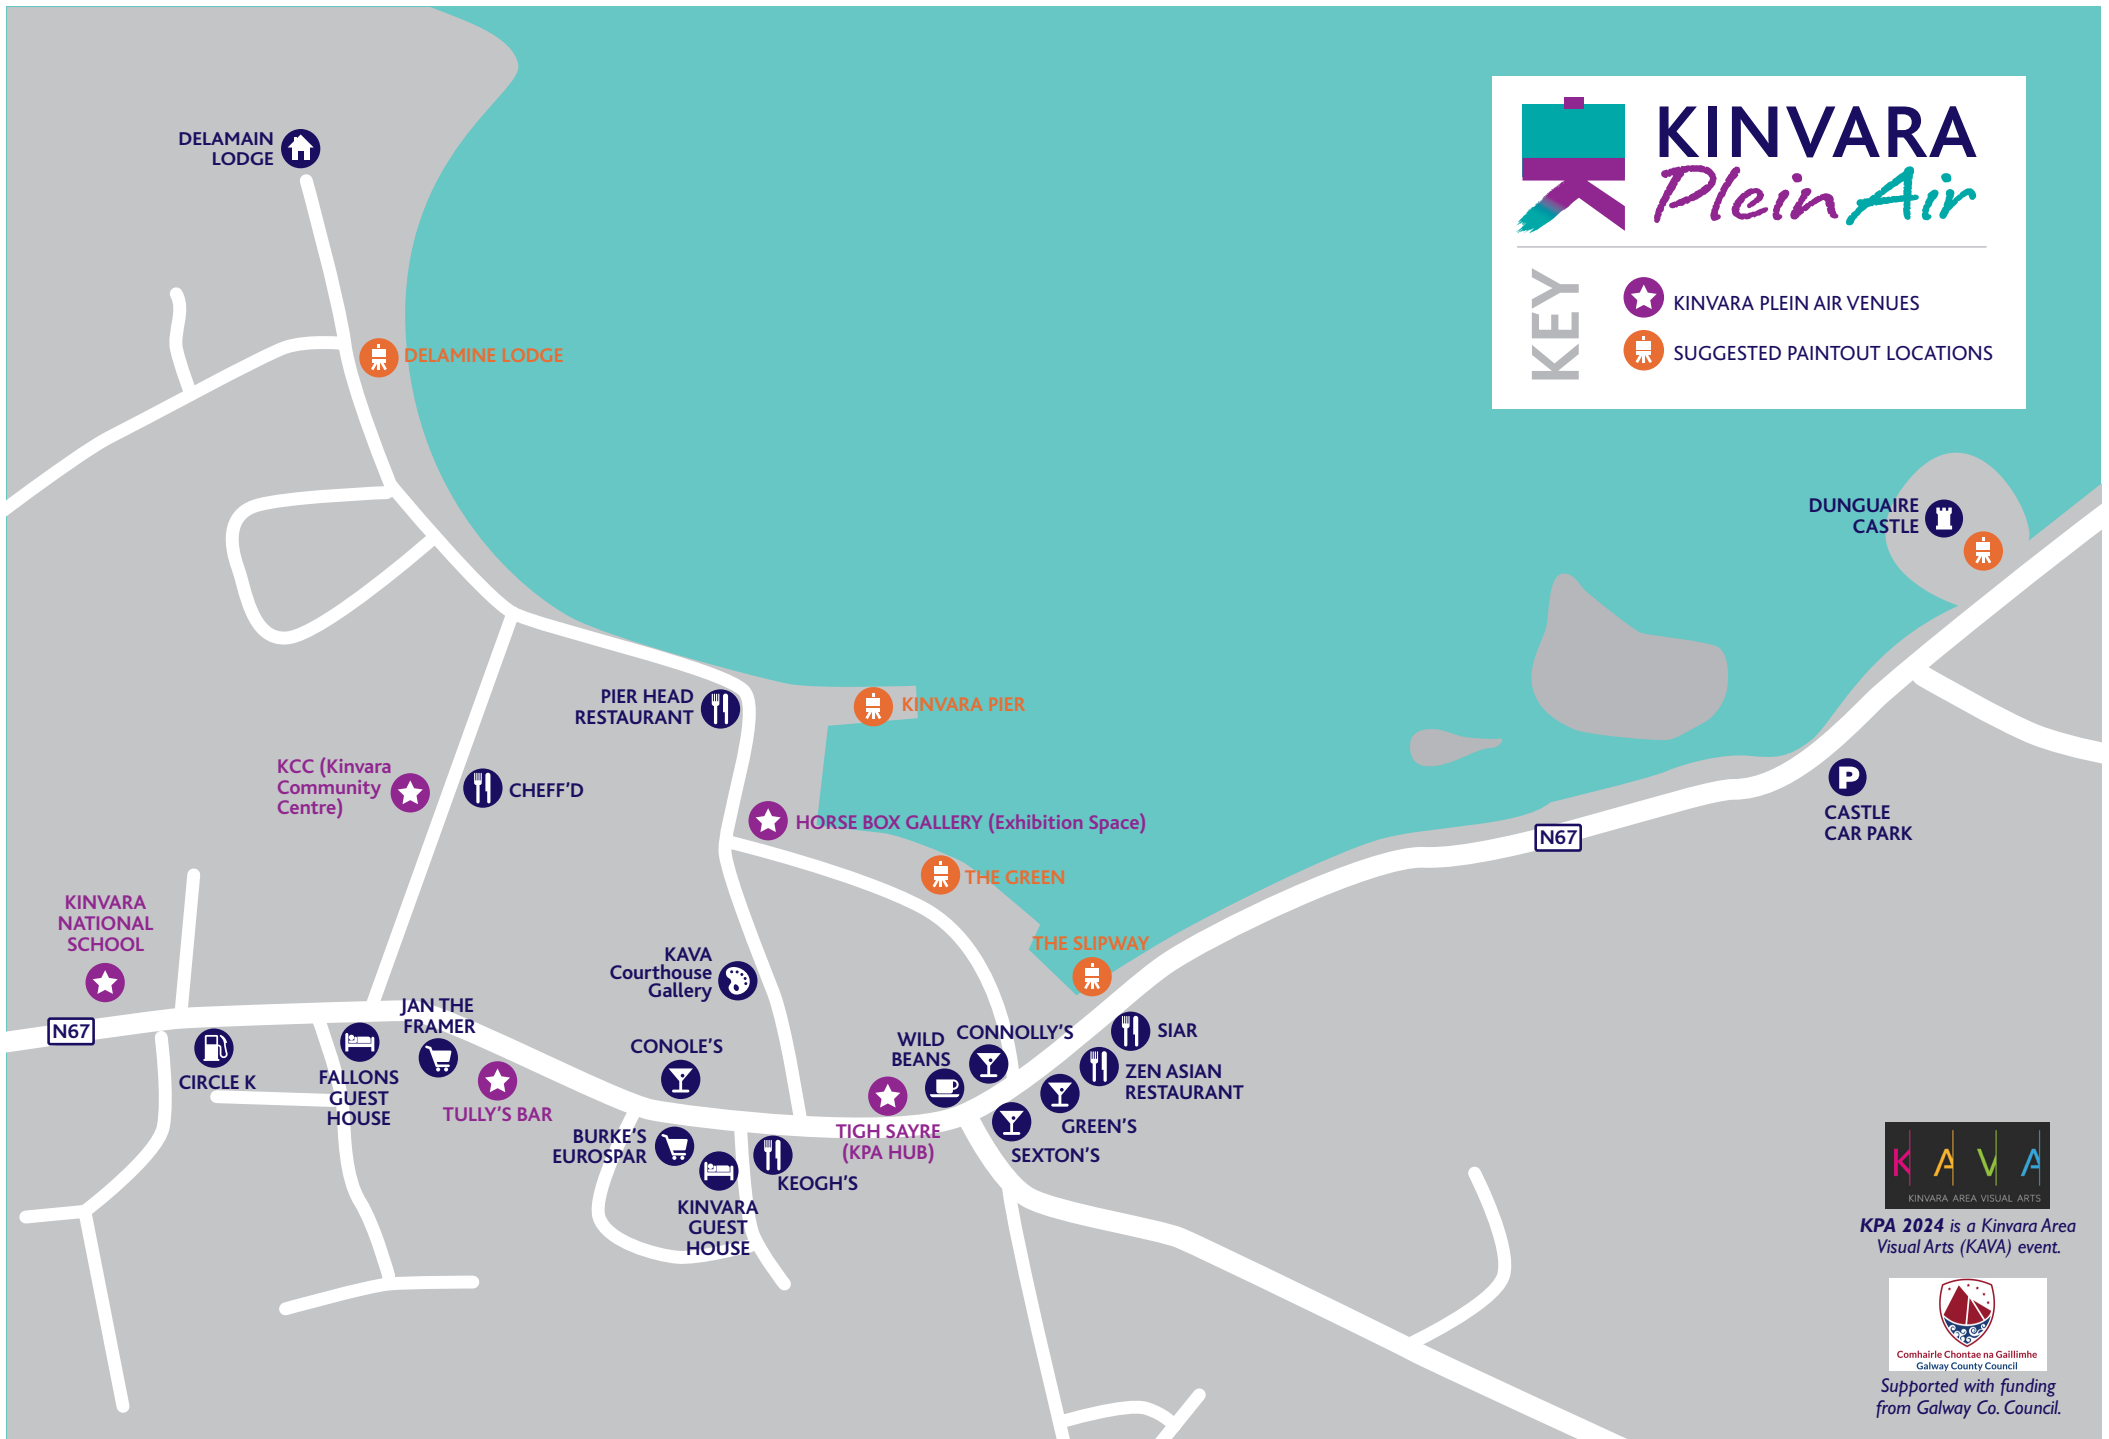 KINVARA
Plein Air
KEY
KINVARA PLEIN AIR VENUES
SUGGESTED PAINTOUT LOCATIONS
DELAMAIN
LODGE
DELAMINE LODGE
DUNGUAIRE
CASTLE
PIER HEAD
RESTAURANT
KINVARA PIER
KCC (Kinvara
Community
Centre)
CHEFF'D
HORSE BOX GALLERY (Exhibition Space)
P
CASTLE
CAR PARK
N67
THE GREEN
KINVARA
NATIONAL
SCHOOL
THE SLIPWAY
KAVA
Courthouse
Gallery
N67
JAN THE
FRAMER
CIRCLE K
FALLONS
GUEST
HOUSE
TULLY'S BAR
CONOLE'S
WILD
BEANS
CONNOLLY'S
SIAR
ZEN ASIAN
RESTAURANT
GREEN'S
SEXTON'S
TIGH SAYRE
(KPA HUB)
BURKE'S
EUROSPAR
KEOGH'S
KINVARA
GUEST
HOUSE
KAVA
KINVARA AREA VISUAL ARTS
KPA 2024 is a Kinvara Area
Visual Arts (KAVA) event.
Comhairle Chontae na Gaillimhe
Galway County Council
Supported with funding
from Galway Co. Council.